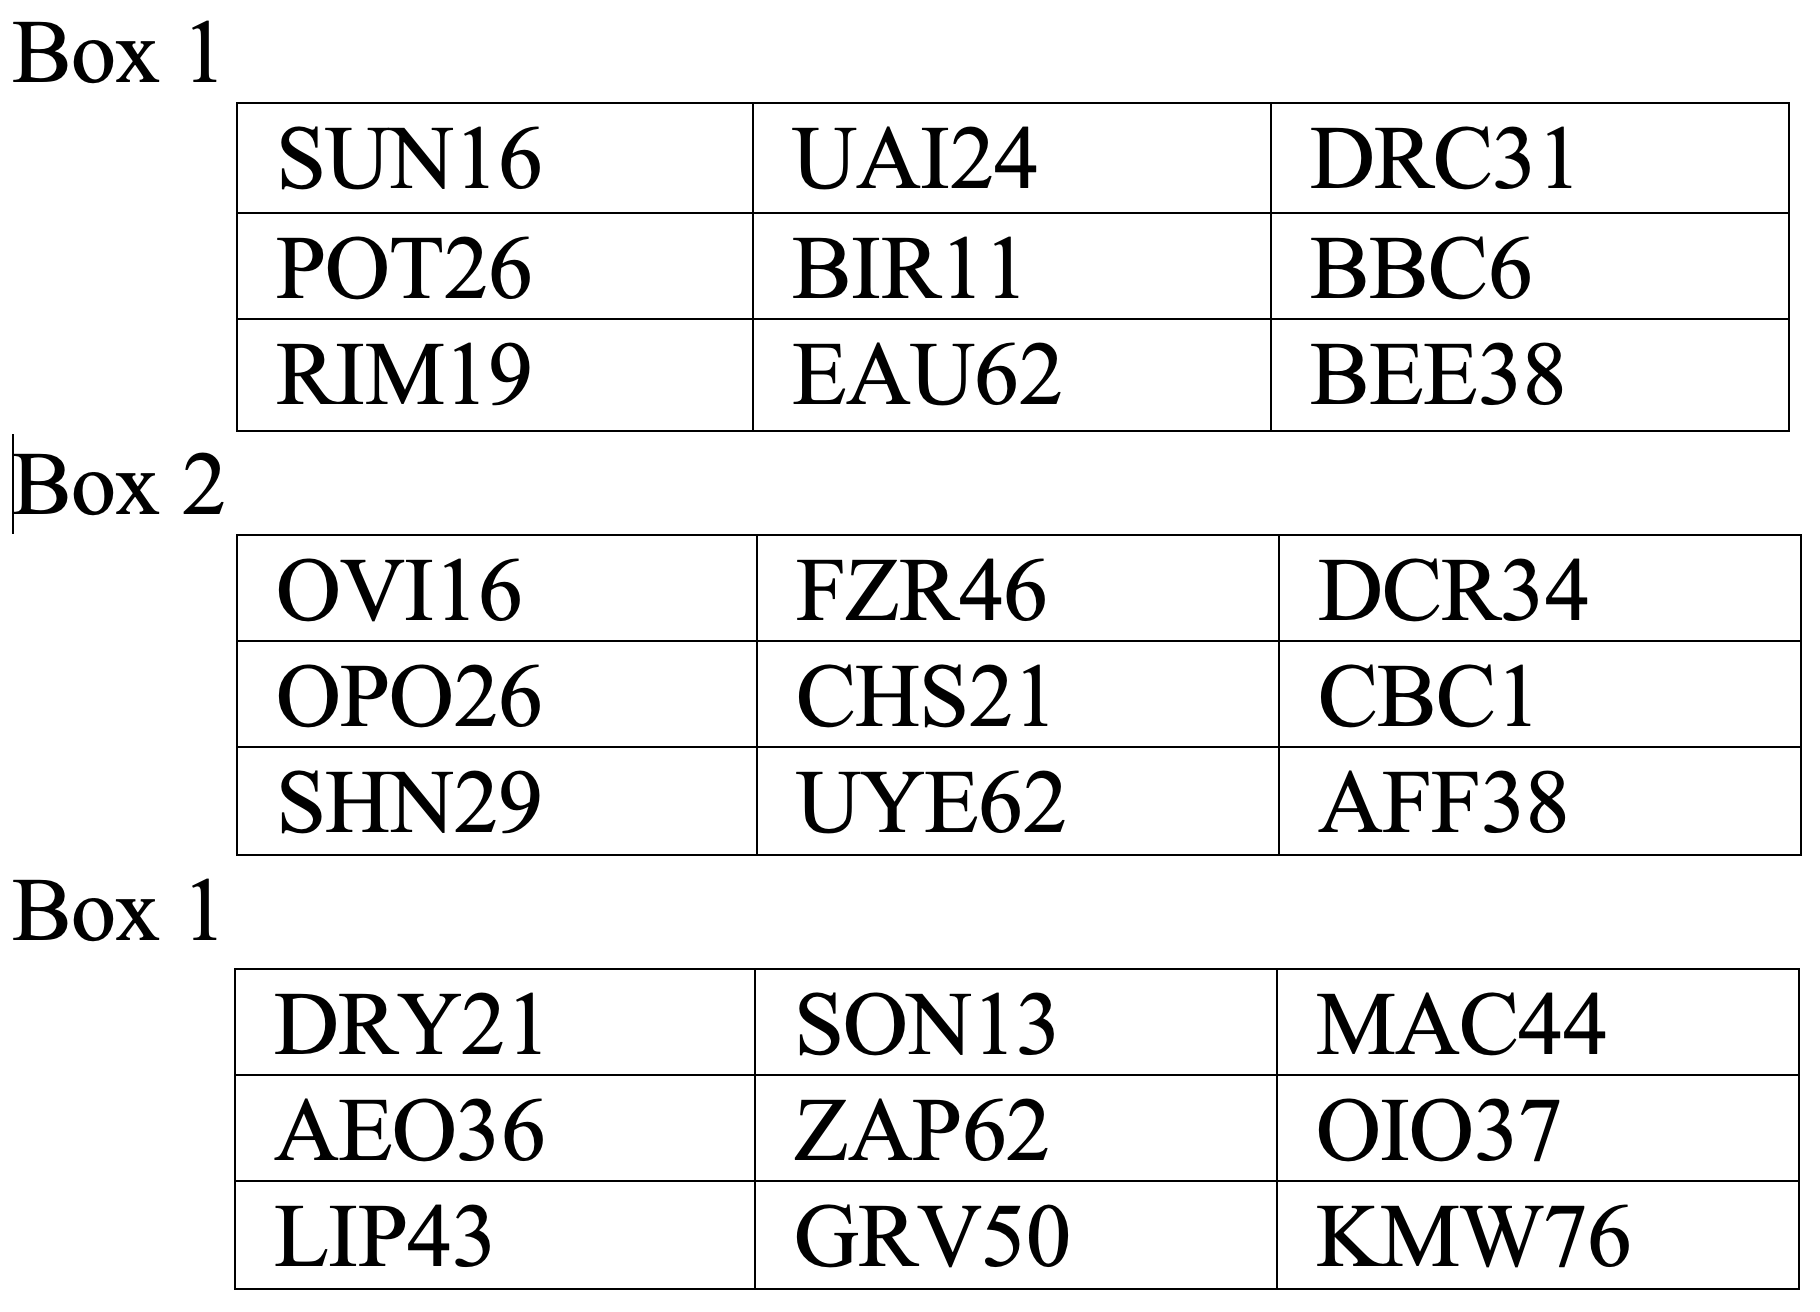 Box 1
SUN16 UAI24 DRC31
POT26 BIR11 BBC6
RIM19 EAU62 BEE38
Box 2
OVI16 FZR46 DCR34
OPO26 CHS21 CBC1
SHN29 UYE62 AFF38
Box 1
DRY21 SON13 MAC44
AEO36 ZAP62 OIO37
LIP43 GRV50 KMW76